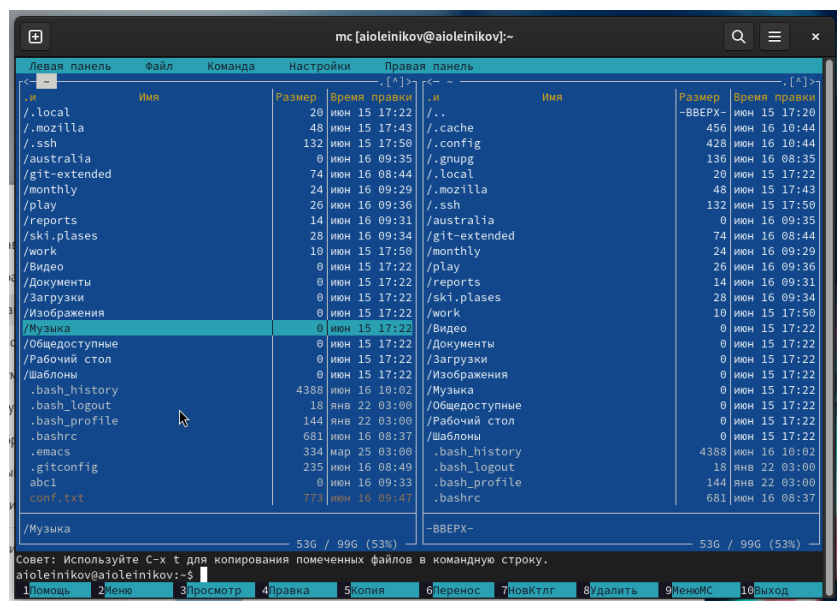 mc [aioleinikov@aioleinikov]:~
Левая панель Файл Команда Настройки Правая панель
<— ~ .[^]>
.и Имя Размер Время правки
/.local 20 июн 15 17:22
/.mozilla 48 июн 15 17:43
/.ssh 132 июн 15 17:50
/australia 0 июн 16 09:35
/git-extended 74 июн 16 08:44
/monthly 24 июн 16 09:29
/play 26 июн 16 09:36
/reports 14 июн 16 09:31
/ski.plases 28 июн 16 09:34
/work 10 июн 15 17:50
/Видео 0 июн 15 17:22
/Документы 0 июн 15 17:22
/Загрузки 0 июн 15 17:22
/Изображения 0 июн 15 17:22
/Музыка 0 июн 15 17:22
/Общедоступные 0 июн 15 17:22
/Рабочий стол 0 июн 15 17:22
/Шаблоны 0 июн 15 17:22
.bash_history 4388 июн 16 10:02
.bash_logout 18 янв 22 03:00
.bash_profile 144 янв 22 03:00
.bashrc 681 июн 16 08:37
.emacs 334 мар 25 03:00
.gitconfig 235 июн 16 08:49
abc1 0 июн 16 09:33
conf.txt 773 июн 16 09:47
/Музыка
53G / 99G (53%)
<— ~ .[^]>
.и Имя Размер Время правки
/.. -ВВЕРХ- июн 15 17:20
/.cache 456 июн 16 10:44
/.config 428 июн 16 10:44
/.gnupg 136 июн 16 08:35
/.local 20 июн 15 17:22
/.mozilla 48 июн 15 17:43
/.ssh 132 июн 15 17:50
/australia 0 июн 16 09:35
/git-extended 74 июн 16 08:44
/monthly 24 июн 16 09:29
/play 26 июн 16 09:36
/reports 14 июн 16 09:31
/ski.plases 28 июн 16 09:34
/work 10 июн 15 17:50
/Видео 0 июн 15 17:22
/Документы 0 июн 15 17:22
/Загрузки 0 июн 15 17:22
/Изображения 0 июн 15 17:22
/Музыка 0 июн 15 17:22
/Общедоступные 0 июн 15 17:22
/Рабочий стол 0 июн 15 17:22
/Шаблоны 0 июн 15 17:22
.bash_history 4388 июн 16 10:02
.bash_logout 18 янв 22 03:00
.bash_profile 144 янв 22 03:00
.bashrc 681 июн 16 08:37
-ВВЕРХ-
53G / 99G (53%)
Совет: Используйте C-x t для копирования помеченных файлов в командную строку.
aioleinikov@aioleinikov:~$
1Помощь 2Меню 3Просмотр 4Правка 5Копия 6Перенос 7НовКтлг 8Удалить 9МенюMC 10Выход